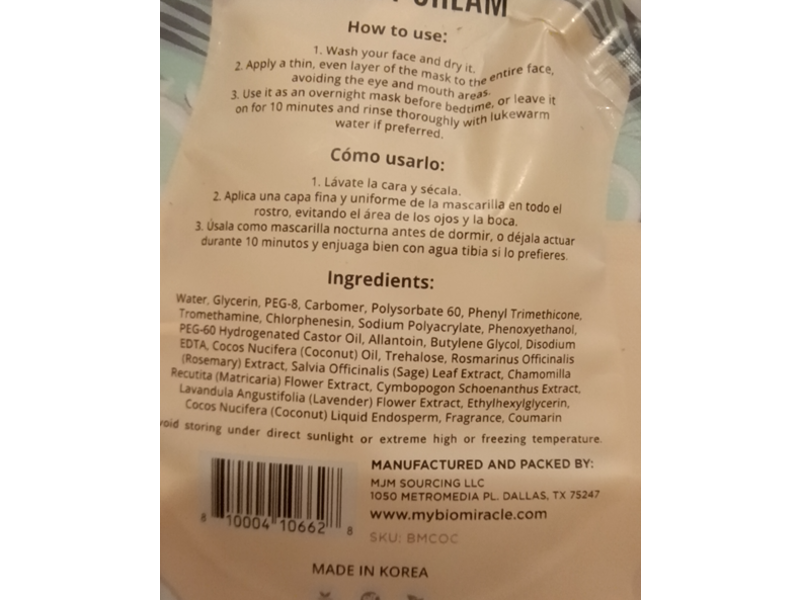 CREAM
How to use:
1. Wash your face and dry it.
2. Apply a thin, even layer of the mask to the entire face,
avoiding the eye and mouth areas.
3. Use it as an overnight mask before bedtime, or leave it
on for 10 minutes and rinse thoroughly with lukewarm
water if preferred.
Cómo usarlo:
1. Lávate la cara y sécala.
2. Aplica una capa fina y uniforme de la mascarilla en todo el
rostro, evitando el área de los ojos y la boca.
3. Úsala como mascarilla nocturna antes de dormir, o déjala actuar
durante 10 minutos y enjuaga bien con agua tibia si lo prefieres.
Ingredients:
Water, Glycerin, PEG-8, Carbomer, Polysorbate 60, Phenyl Trimethicone,
Tromethamine, Chlorphenesin, Sodium Polyacrylate, Phenoxyethanol,
PEG-60 Hydrogenated Castor Oil, Allantoin, Butylene Glycol, Disodium
EDTA, Cocos Nucifera (Coconut) Oil, Trehalose, Rosmarinus Officinalis
(Rosemary) Extract, Salvia Officinalis (Sage) Leaf Extract, Chamomilla
Recutita (Matricaria) Flower Extract, Cymbopogon Schoenanthus Extract,
Lavandula Angustifolia (Lavender) Flower Extract, Ethylhexylglycerin,
Cocos Nucifera (Coconut) Liquid Endosperm, Fragrance, Coumarin
void storing under direct sunlight or extreme high or freezing temperature.
MANUFACTURED AND PACKED BY:
MJM SOURCING LLC
1050 METROMEDIA PL. DALLAS, TX 75247
www.mybiomiracle.com
SKU: BMCOC
8 10004 10662 8
MADE IN KOREA